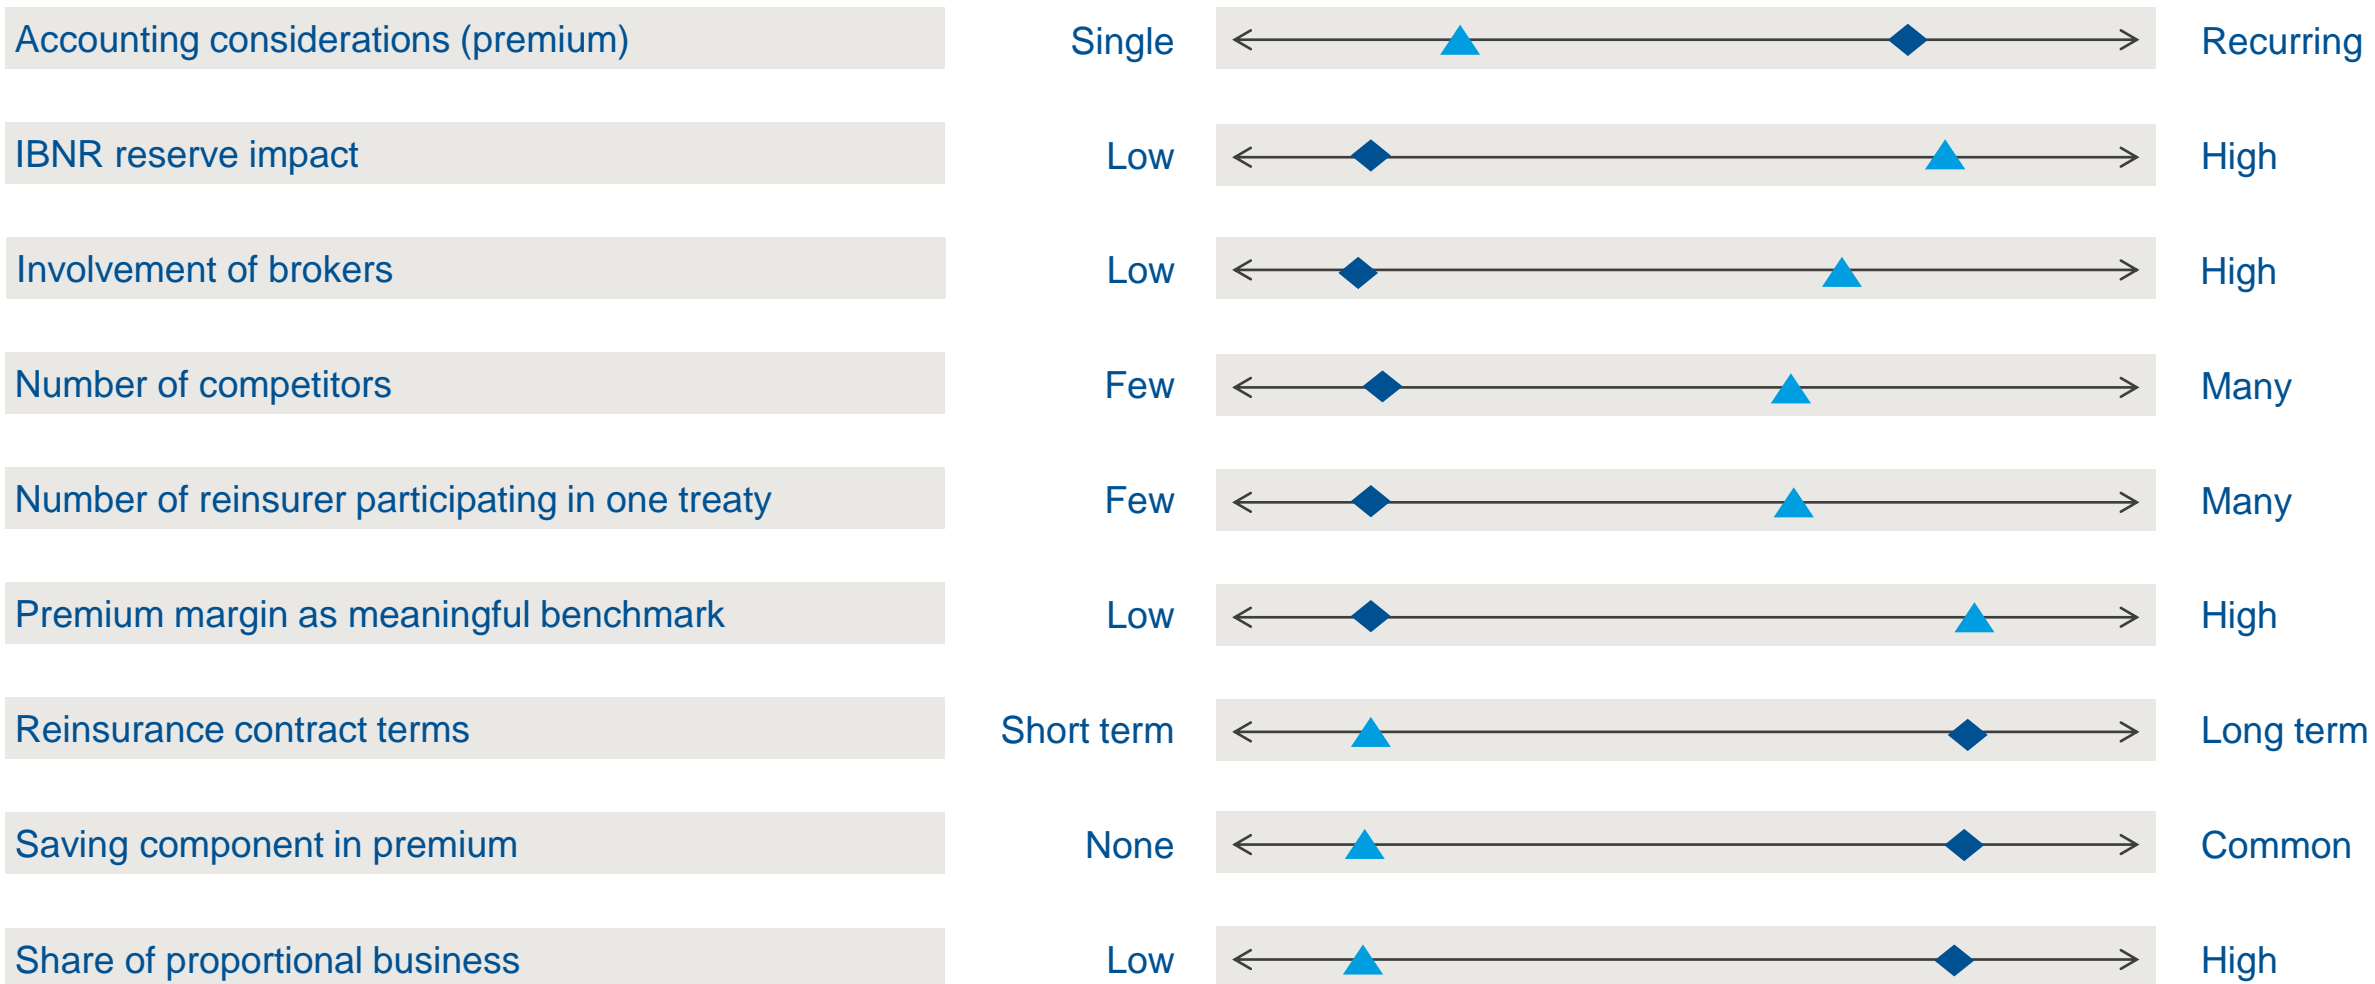 Accounting considerations (premium) Single Recurring
IBNR reserve impact Low High
Involvement of brokers Low High
Number of competitors Few Many
Number of reinsurer participating in one treaty Few Many
Premium margin as meaningful benchmark Low High
Reinsurance contract terms Short term Long term
Saving component in premium None Common
Share of proportional business Low High